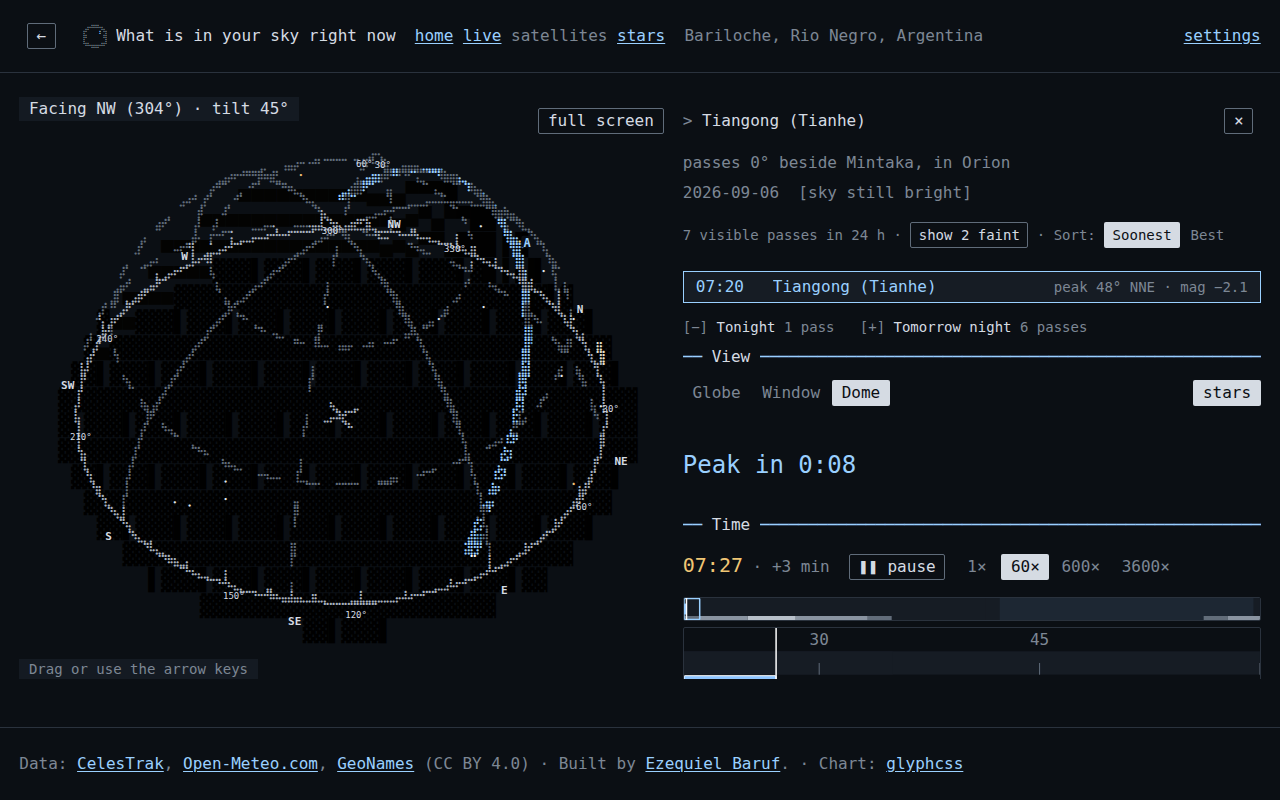 ← What is in your sky right now home live satellites stars Bariloche, Rio Negro, Argentina settings
Facing NW (304°) · tilt 45°
full screen
> Tiangong (Tianhe) ×
passes 0° beside Mintaka, in Orion
2026-09-06 [sky still bright]
7 visible passes in 24 h · show 2 faint · Sort: Soonest Best
07:20 Tiangong (Tianhe) peak 48° NNE · mag −2.1
[−] Tonight 1 pass [+] Tomorrow night 6 passes
View
Globe Window Dome stars
Peak in 0:08
Time
07:27 · +3 min ❚❚ pause 1× 60× 600× 3600×
30 45
60° 30°
NW
300°
330°
A
W
N
240°
SW
210°
NE
60°
S
E
150°
120°
SE
Drag or use the arrow keys
Data: CelesTrak, Open-Meteo.com, GeoNames (CC BY 4.0) · Built by Ezequiel Baruf. · Chart: glyphcss